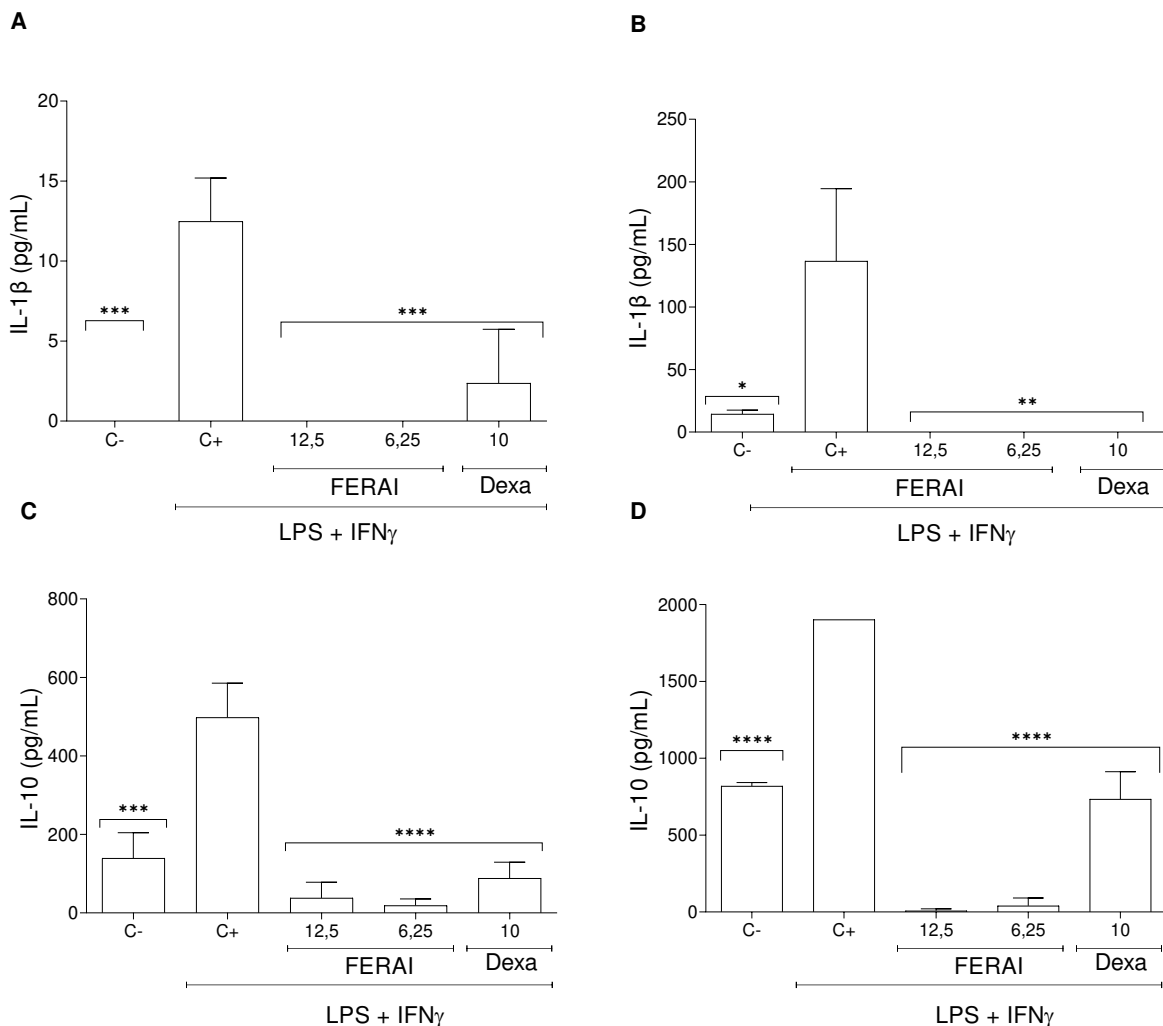 A
IL-1β (pg/mL)
20
15
10
5
0
***
***
C-
C+
12,5
6,25
10
FERAI
Dexa
LPS + IFNγ
B
IL-1β (pg/mL)
250
200
150
100
50
0
*
**
C-
C+
12,5
6,25
10
FERAI
Dexa
LPS + IFNγ
C
IL-10 (pg/mL)
800
600
400
200
0
***
****
C-
C+
12,5
6,25
10
FERAI
Dexa
LPS + IFNγ
D
IL-10 (pg/mL)
2000
1500
1000
500
0
****
****
C-
C+
12,5
6,25
10
FERAI
Dexa
LPS + IFNγ